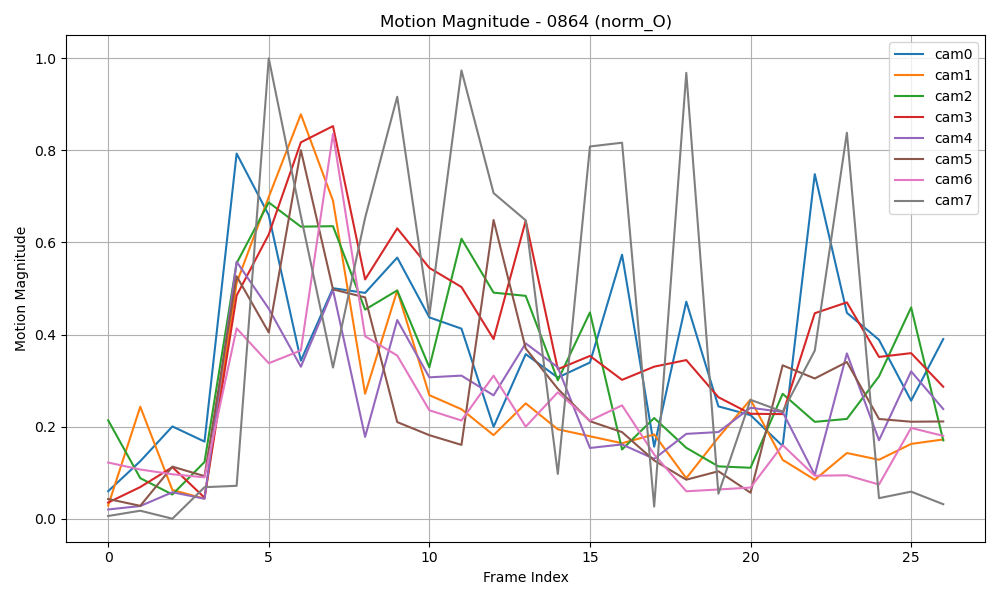 Motion Magnitude - 0864 (norm_O)
1.0
0.8
0.6
0.4
0.2
0.0
Motion Magnitude
0
5
10
15
20
25
Frame Index
cam0
cam1
cam2
cam3
cam4
cam5
cam6
cam7